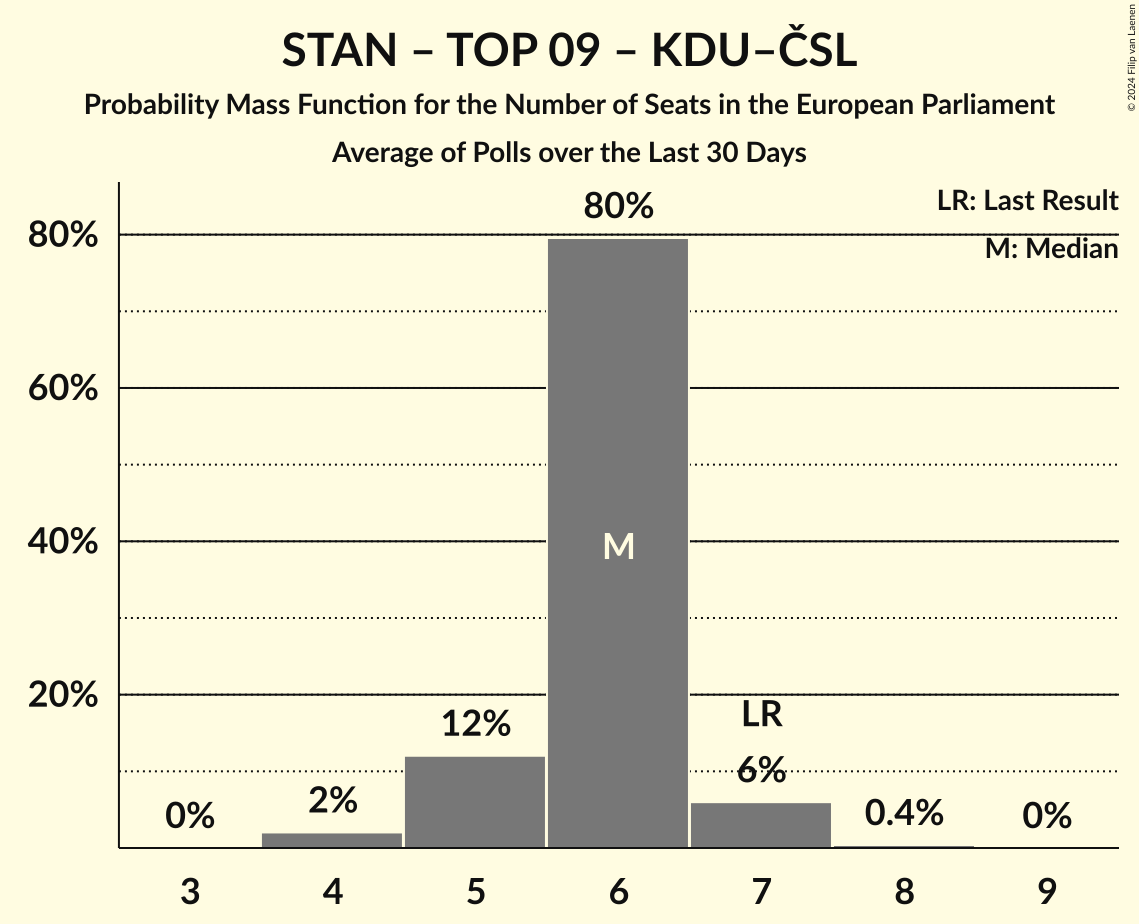 STAN – TOP 09 – KDU–ČSL
Probability Mass Function for the Number of Seats in the European Parliament
Average of Polls over the Last 30 Days
© 2024 Filip van Laenen
LR: Last Result
M: Median
80%
60%
40%
20%
0%
2%
12%
80%
M
LR
6%
0.4%
0%
3 4 5 6 7 8 9